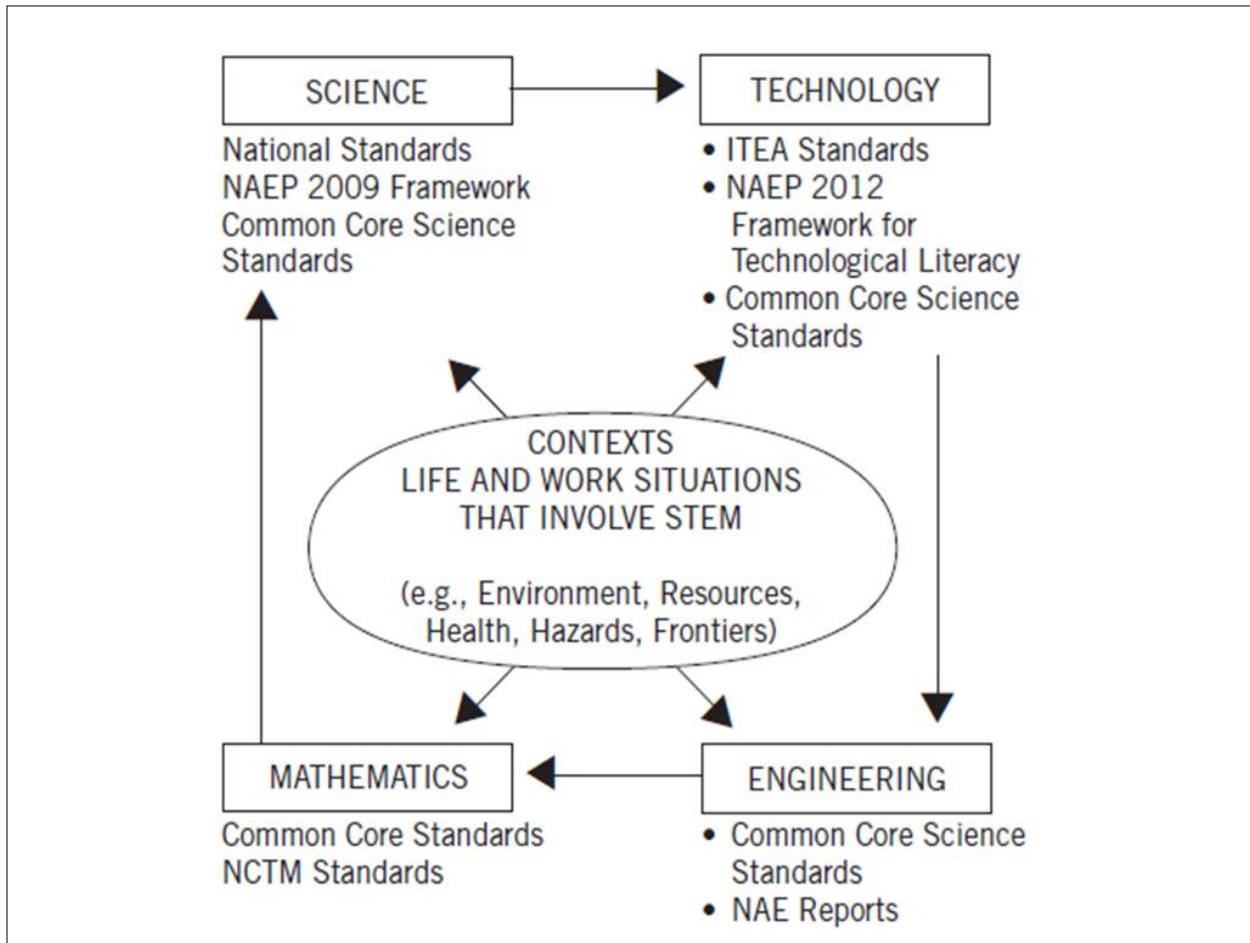 SCIENCE
National Standards
NAEP 2009 Framework
Common Core Science
Standards
TECHNOLOGY
• ITEA Standards
• NAEP 2012
Framework for
Technological Literacy
• Common Core Science
Standards
CONTEXTS
LIFE AND WORK SITUATIONS
THAT INVOLVE STEM
(e.g., Environment, Resources,
Health, Hazards, Frontiers)
MATHEMATICS
Common Core Standards
NCTM Standards
ENGINEERING
• Common Core Science
Standards
• NAE Reports